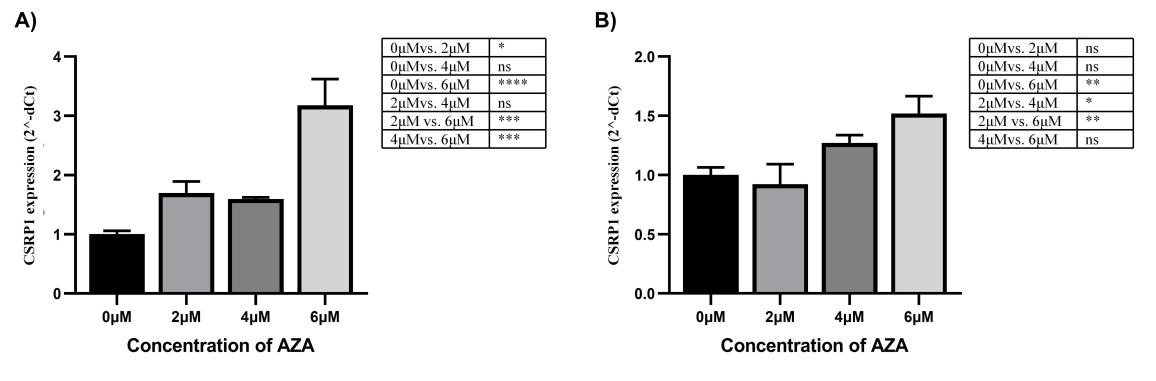 A)
CSRP1 expression (2^-dCt)
4
3
2
1
0
0μM 2μM 4μM 6μM
Concentration of AZA
0μMvs. 2μM *
0μMvs. 4μM ns
0μMvs. 6μM ****
2μMvs. 4μM ns
2μM vs. 6μM ***
4μMvs. 6μM ***
B)
CSRP1 expression (2^-dCt)
2.0
1.5
1.0
0.5
0.0
0μM 2μM 4μM 6μM
Concentration of AZA
0μMvs. 2μM ns
0μMvs. 4μM ns
0μMvs. 6μM **
2μMvs. 4μM *
2μM vs. 6μM **
4μMvs. 6μM ns